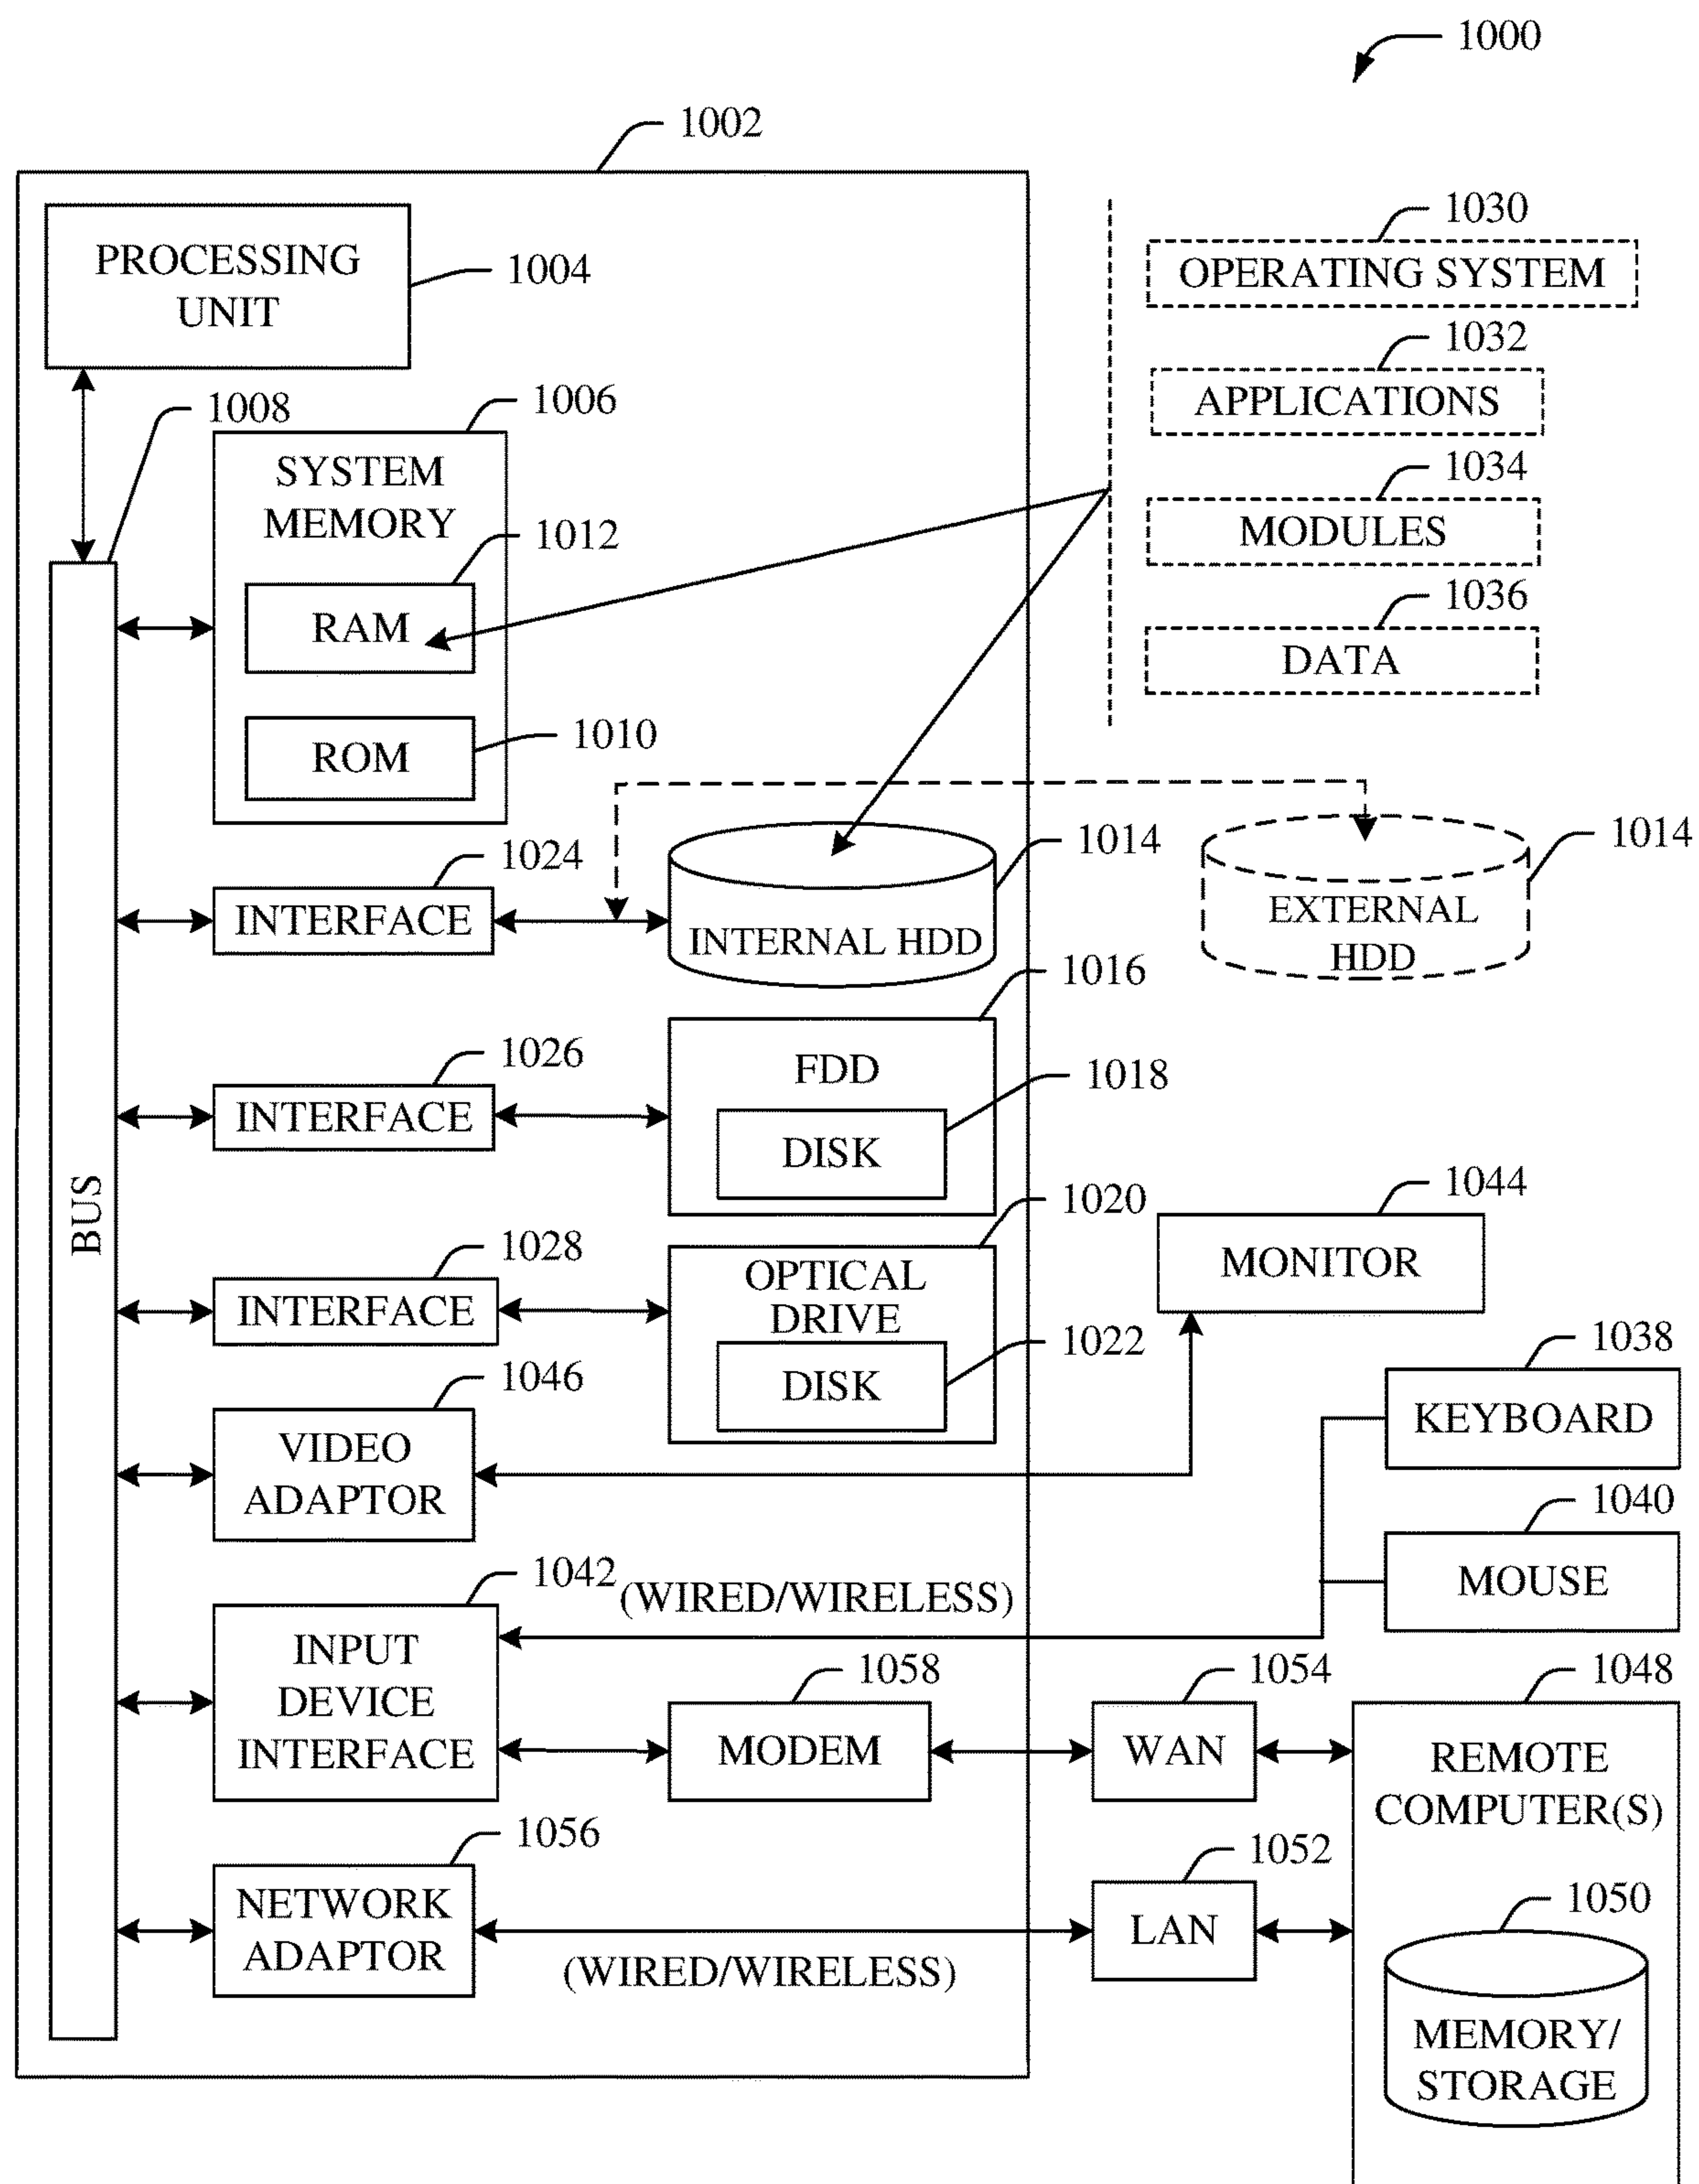 1000
1002
PROCESSING
UNIT
1004
1030
OPERATING SYSTEM
1032
APPLICATIONS
1034
MODULES
1036
DATA
1008
1006
SYSTEM
MEMORY
1012
RAM
1010
ROM
BUS
1024
INTERFACE
1014
INTERNAL HDD
1014
EXTERNAL
HDD
1016
FDD
1026
INTERFACE
1018
DISK
1020
OPTICAL
DRIVE
1028
INTERFACE
1022
DISK
1044
MONITOR
1046
VIDEO
ADAPTOR
1038
KEYBOARD
1040
MOUSE
1042
(WIRED/WIRELESS)
INPUT
DEVICE
INTERFACE
1058
MODEM
1054
WAN
1048
REMOTE
COMPUTER(S)
1056
NETWORK
ADAPTOR
(WIRED/WIRELESS)
1052
LAN
1050
MEMORY/
STORAGE